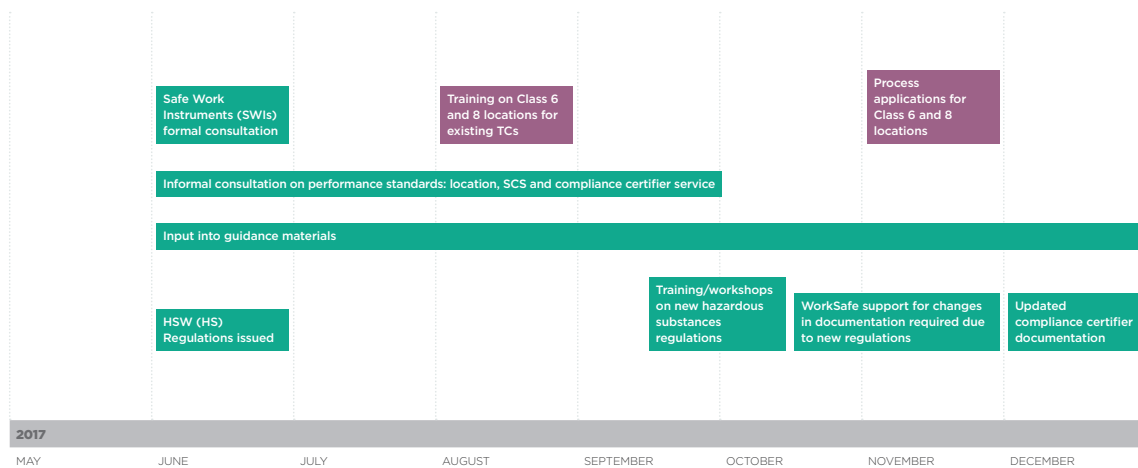 Safe Work
Instruments (SWIs)
formal consultation
Training on Class 6
and 8 locations for
existing TCs
Process
applications for
Class 6 and 8
locations
Informal consultation on performance standards: location, SCS and compliance certifier service
Input into guidance materials
HSW (HS)
Regulations issued
Training/workshops
on new hazardous
substances
regulations
WorkSafe support for changes
in documentation required due
to new regulations
Updated
compliance certifier
documentation
2017
MAY JUNE JULY AUGUST SEPTEMBER OCTOBER NOVEMBER DECEMBER